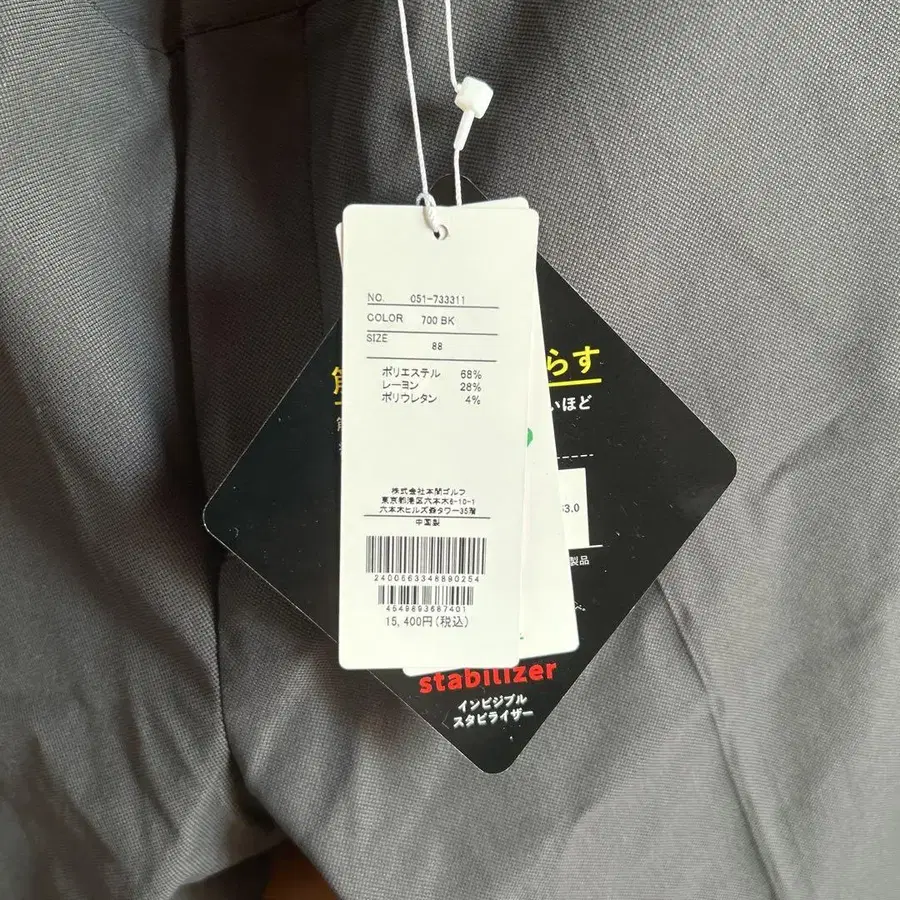 NO. 051-733311
COLOR 700 BK
SIZE 88
ポリエステル 68%
レーヨン 28%
ポリウレタン 4%
株式会社本間ゴルフ
東京都港区六本木6-10-1
六本木ヒルズ森タワー35階
中国製
2400663348890254
4549893687401
15,400円(税込)
らす
いほど
3.0
製品
stabilizer
インビジブル
スタビライザー